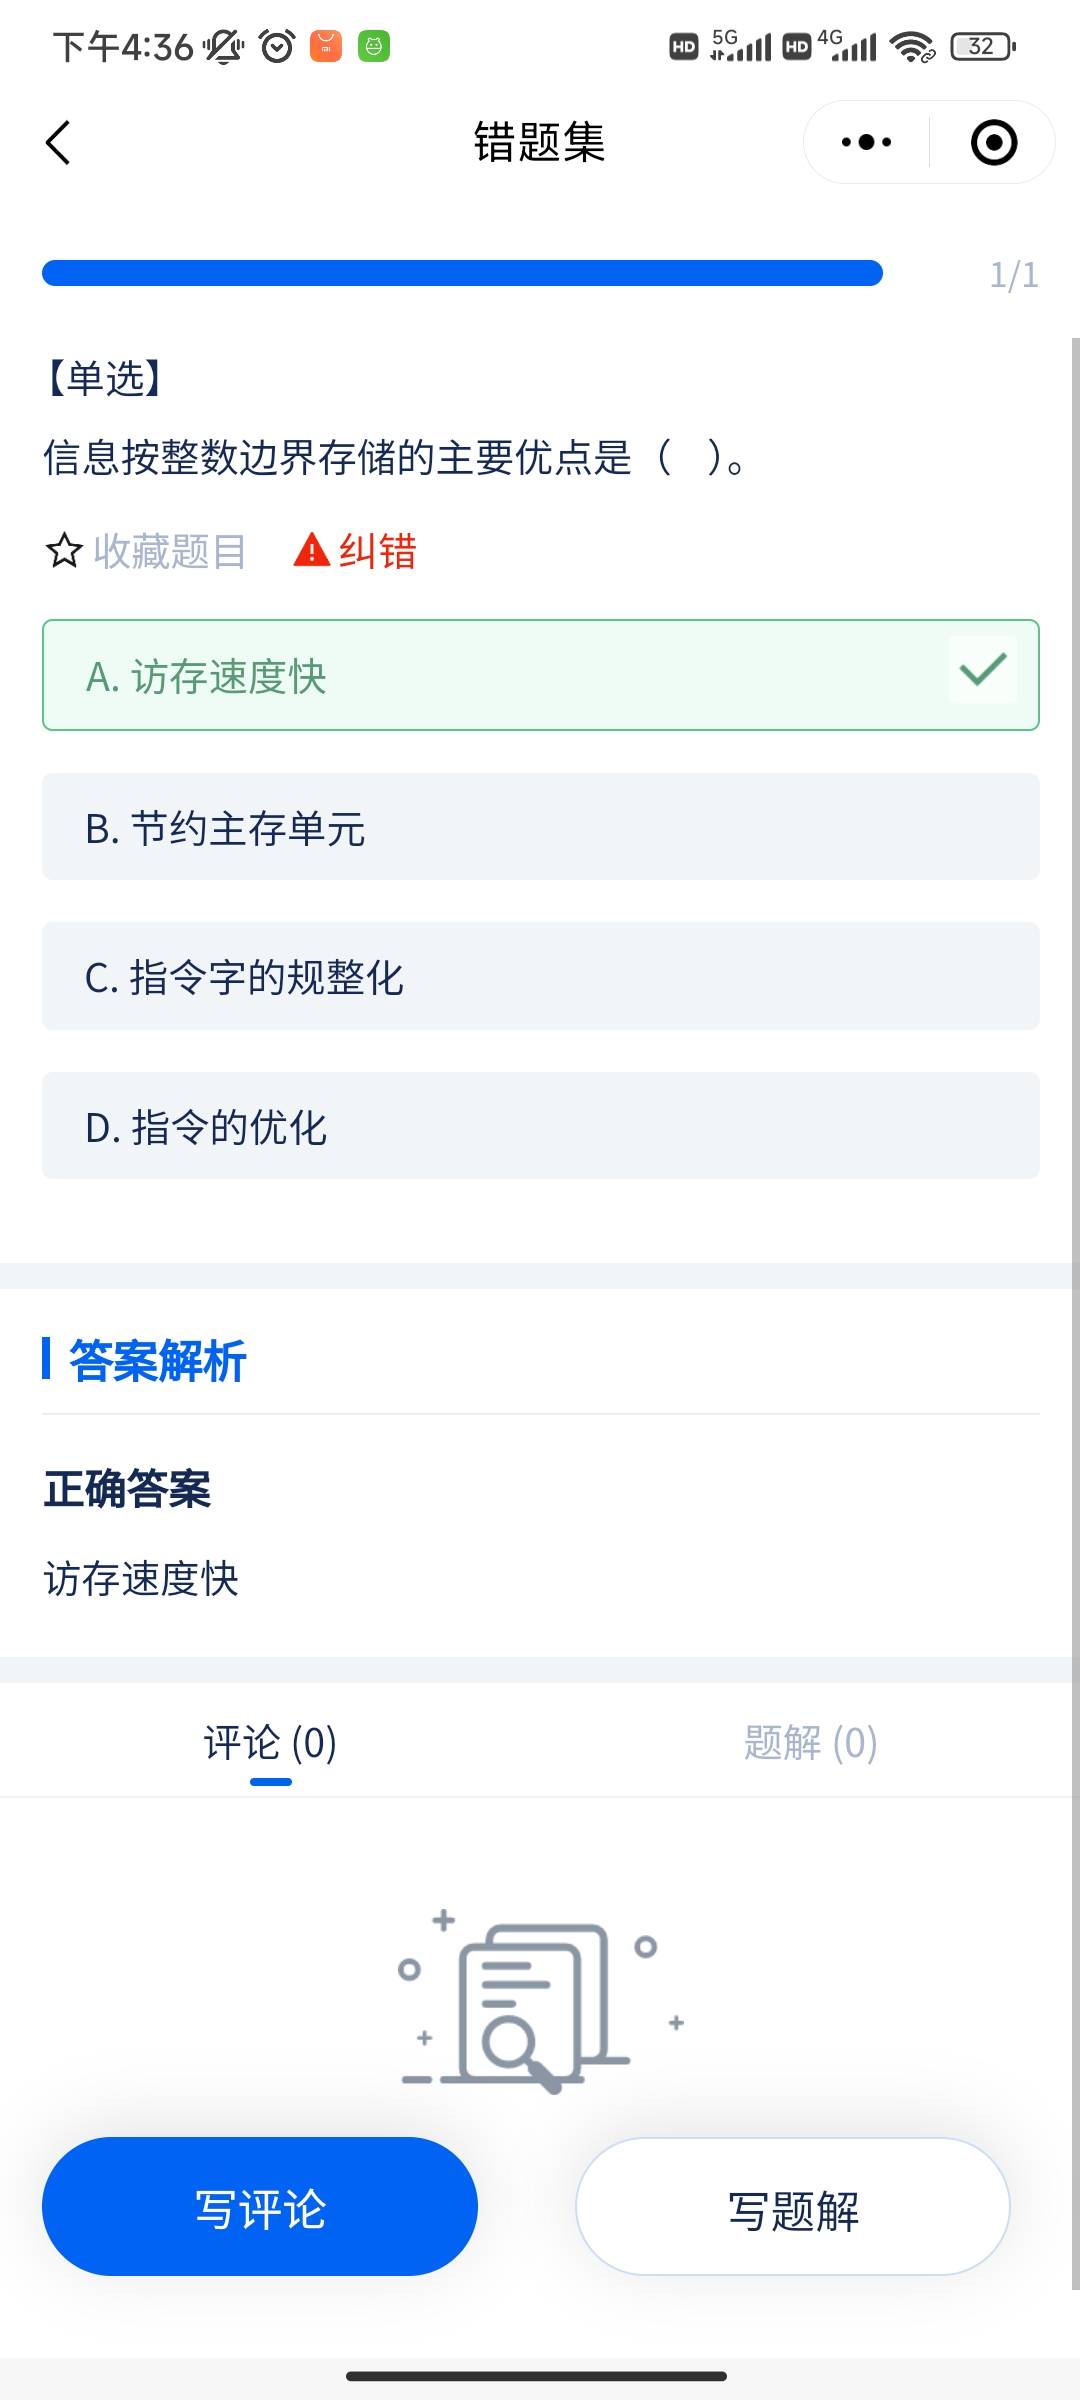 下午4:36
HD 5G HD 4G 32
错题集
1/1
【单选】
信息按整数边界存储的主要优点是（ ）。
收藏题目 纠错
A. 访存速度快
B. 节约主存单元
C. 指令字的规整化
D. 指令的优化
答案解析
正确答案
访存速度快
评论 (0) 题解 (0)
写评论 写题解